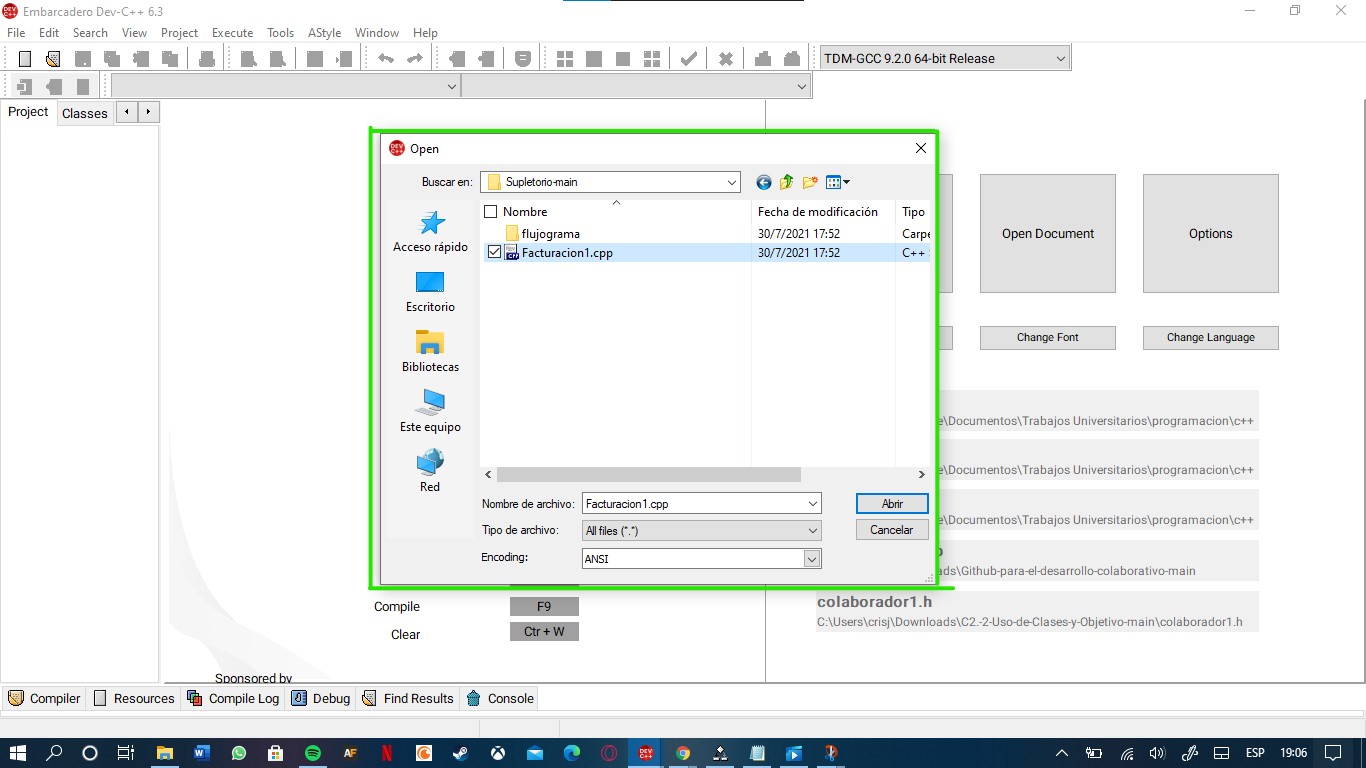 Embarcadero Dev-C++ 6.3
File Edit Search View Project Execute Tools AStyle Window Help
TDM-GCC 9.2.0 64-bit Release
Project Classes
Open
Buscar en: Supletorio-main
Nombre Fecha de modificación Tipo
flujograma 30/7/2021 17:52 Carpe
Facturacion1.cpp 30/7/2021 17:52 C++
Acceso rápido
Escritorio
Bibliotecas
Este equipo
Red
Nombre de archivo: Facturacion1.cpp Abrir
Tipo de archivo: All files (*.*) Cancelar
Encoding: ANSI
Open Document Options
Change Font Change Language
e\Documentos\Trabajos Universitarios\programacion\c++
e\Documentos\Trabajos Universitarios\programacion\c++
e\Documentos\Trabajos Universitarios\programacion\c++
ads\Github-para-el-desarrollo-colaborativo-main
colaborador1.h
C:\Users\crisj\Downloads\C2.-2-Uso-de-Clases-y-Objetivo-main\colaborador1.h
Compile F9
Clear Ctr + W
Sponsored by
Compiler Resources Compile Log Debug Find Results Console
ESP 19:06